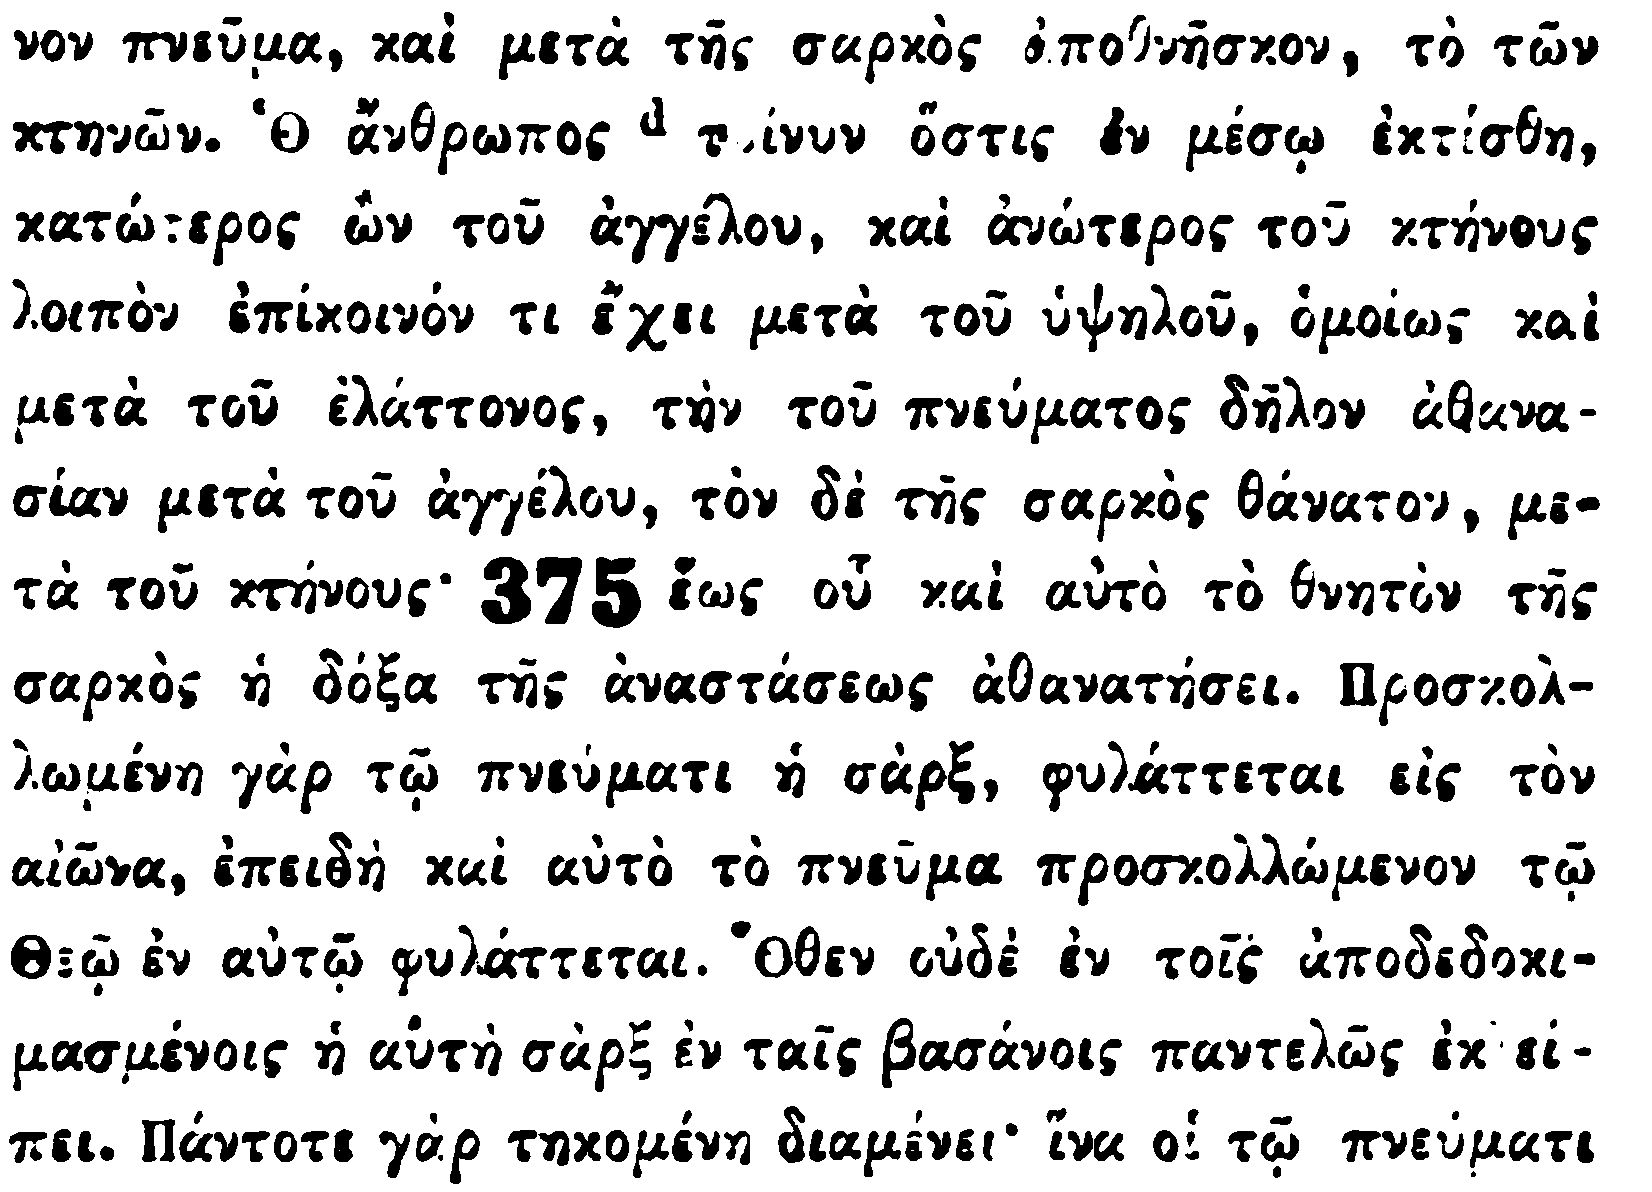 νον πνεῦμα, καὶ μετὰ τῆς σαρκὸς ἀποθνῆσκον, τὸ τῶν
κτηνῶν. Ὁ ἄνθρωπος d τοίνυν ὅστις ἐν μέσῳ ἐκτίσθη,
κατώτερος ὢν τοῦ ἀγγέλου, καὶ ἀνώτερος τοῦ κτήνους
λοιπὸν ἐπίκοινόν τι ἔχει μετὰ τοῦ ὑψηλοῦ, ὁμοίως καὶ
μετὰ τοῦ ἐλάττονος, τὴν τοῦ πνεύματος δῆλον ἀθανα-
σίαν μετὰ τοῦ ἀγγέλου, τὸν δὲ τῆς σαρκὸς θάνατον, με-
τὰ τοῦ κτήνους· 375 ἕως οὗ καὶ αὐτὸ τὸ θνητὸν τῆς
σαρκὸς ἡ δόξα τῆς ἀναστάσεως ἀθανατήσει. Προσκολ-
λωμένη γὰρ τῷ πνεύματι ἡ σὰρξ, φυλάττεται εἰς τὸν
αἰῶνα, ἐπειδὴ καὶ αὐτὸ τὸ πνεῦμα προσκολλώμενον τῷ
Θεῷ ἐν αὐτῷ φυλάττεται. Ὅθεν οὐδὲ ἐν τοῖς ἀποδεδοκι-
μασμένοις ἡ αὕτη σὰρξ ἐν ταῖς βασάνοις παντελῶς ἐκλεί-
πει. Πάντοτε γὰρ τηκομένη διαμένει· ἵνα οἱ τῷ πνεύματι